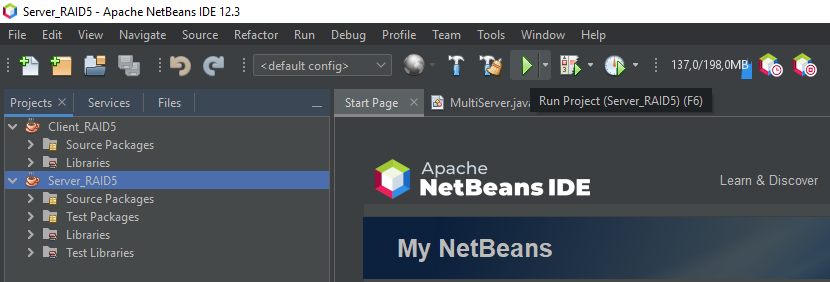 Server_RAID5 - Apache NetBeans IDE 12.3
File Edit View Navigate Source Refactor Run Debug Profile Team Tools Window Help
<default config> 137,0/198,0MB
Projects Services Files Start Page MultiServer.java
Run Project (Server_RAID5) (F6)
Client_RAID5
Source Packages
Libraries
Server_RAID5
Source Packages
Test Packages
Libraries
Test Libraries
Apache
NetBeans IDE
Learn & Discover
My NetBeans